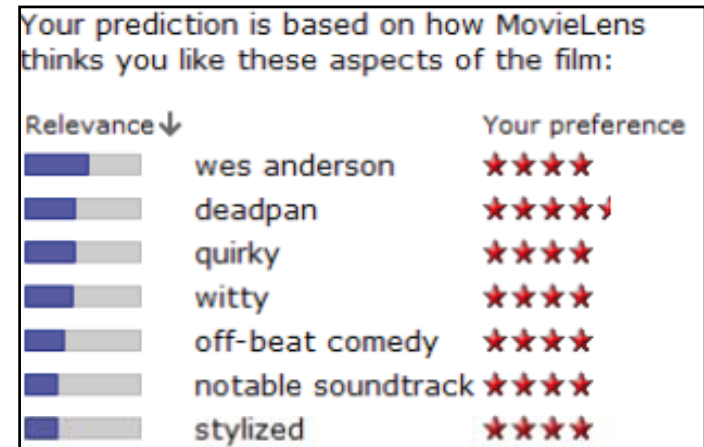 Your prediction is based on how MovieLens
thinks you like these aspects of the film:
Relevance↓ Your preference
wes anderson ★★★★
deadpan ★★★★⯨
quirky ★★★★
witty ★★★★
off-beat comedy ★★★★
notable soundtrack ★★★★
stylized ★★★★